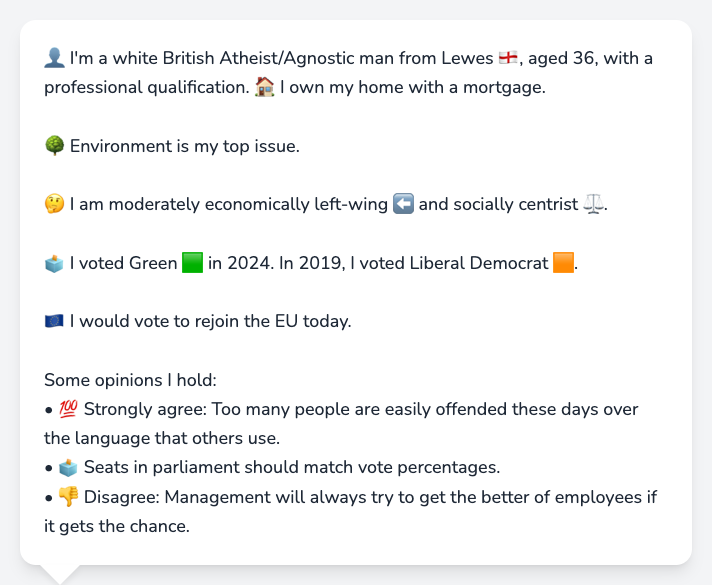 👤 I'm a white British Atheist/Agnostic man from Lewes 🏴󠁧󠁢󠁥󠁮󠁧󠁿, aged 36, with a
professional qualification. 🏠 I own my home with a mortgage.
🌳 Environment is my top issue.
🤔 I am moderately economically left-wing ⬅️ and socially centrist ⚖️.
🗳️ I voted Green 🟩 in 2024. In 2019, I voted Liberal Democrat 🟧.
🇪🇺 I would vote to rejoin the EU today.
Some opinions I hold:
• 💯 Strongly agree: Too many people are easily offended these days over
the language that others use.
• 🗳️ Seats in parliament should match vote percentages.
• 👎 Disagree: Management will always try to get the better of employees if
it gets the chance.